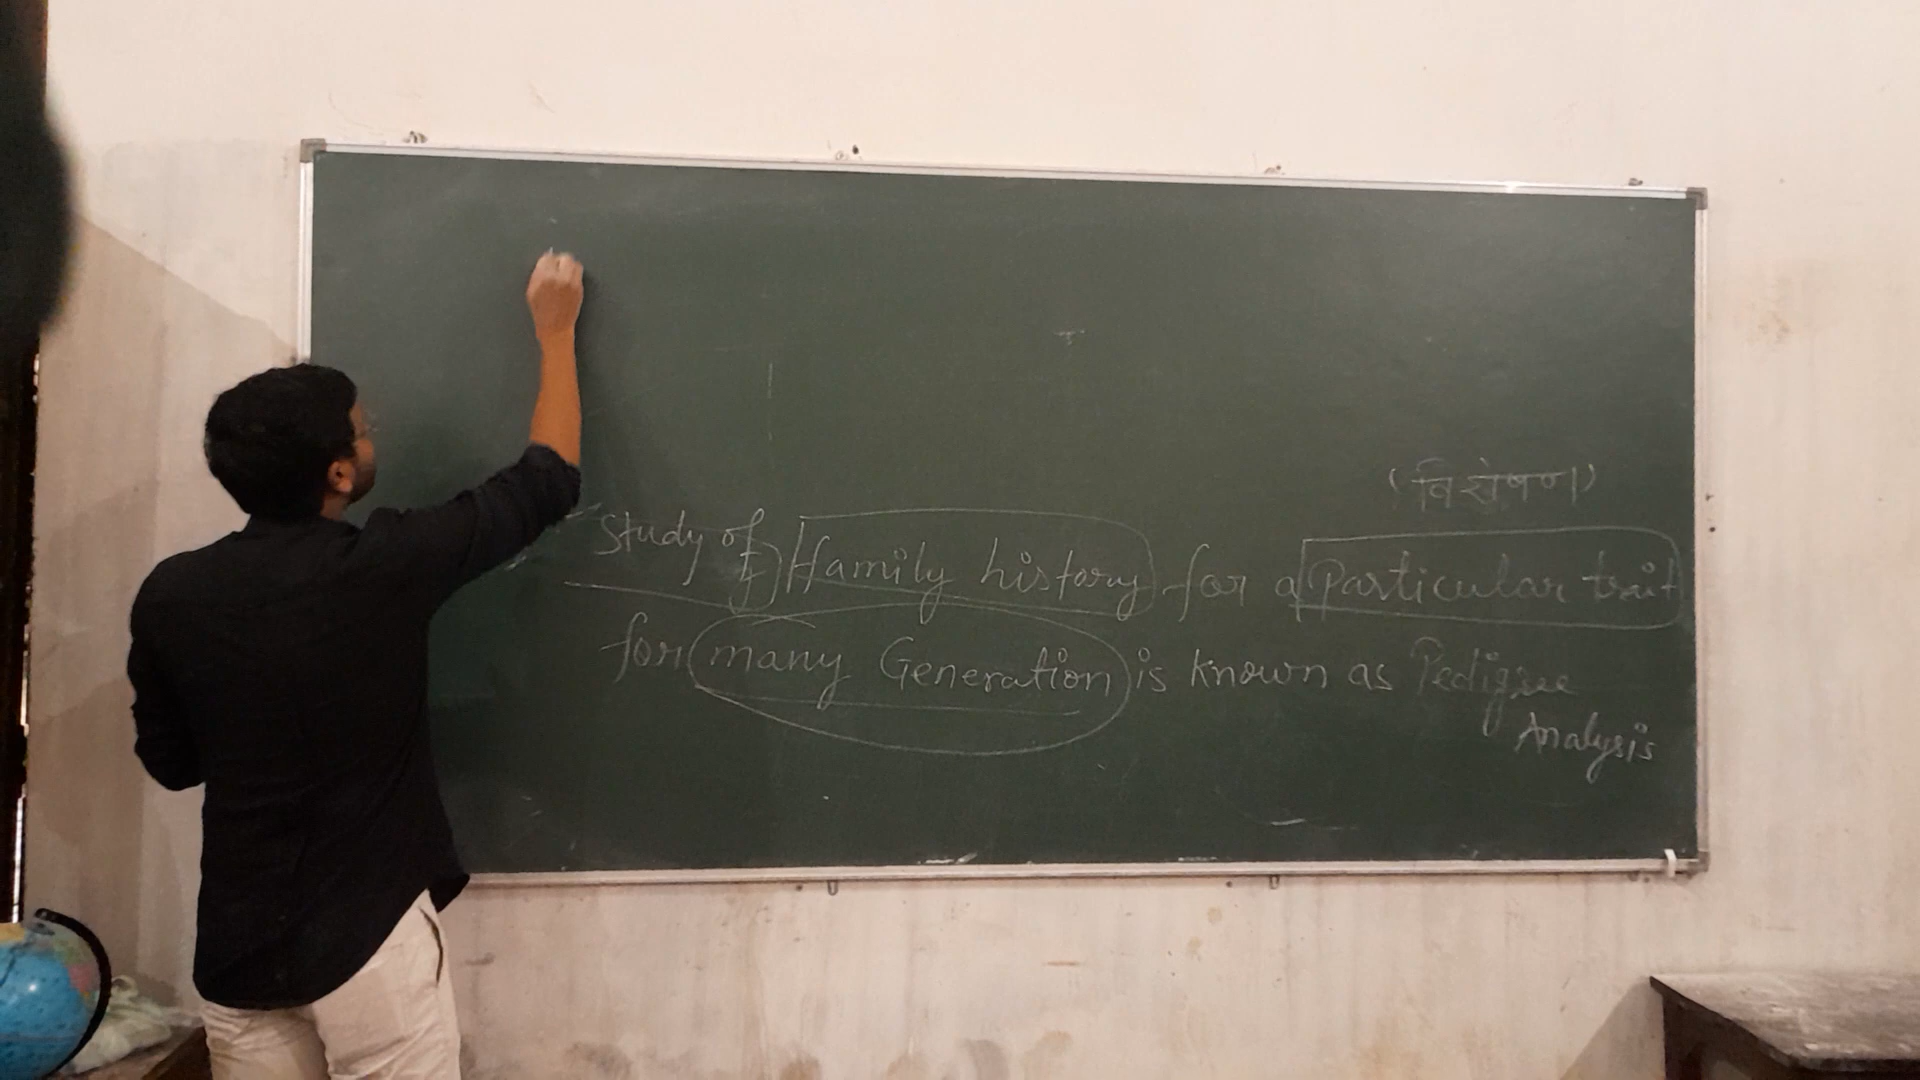 (विशेषण)
Study of family history for a Particular trait
for many Generation is known as Pedigree
Analysis